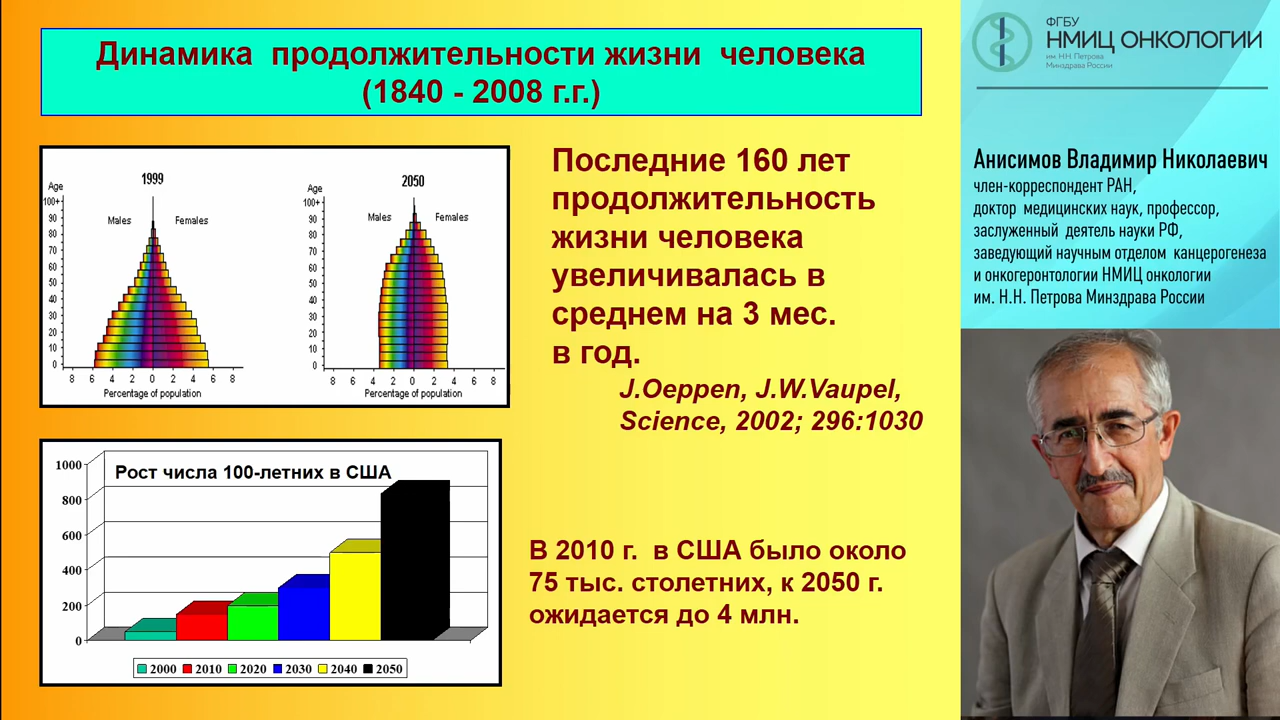 Динамика продолжительности жизни человека
(1840 - 2008 г.г.)
1999
Age
100+
90
80
70
60
50
40
30
20
10
0
Males
Females
8 6 4 2 0 2 4 6 8
Percentage of population
2050
Age
100+
90
80
70
60
50
40
30
20
10
0
Males
Females
8 6 4 2 0 2 4 6 8
Percentage of population
Последние 160 лет
продолжительность
жизни человека
увеличивалась в
среднем на 3 мес.
в год.
J.Oeppen, J.W.Vaupel,
Science, 2002; 296:1030
Рост числа 100-летних в США
1000
800
600
400
200
0
2000 2010 2020 2030 2040 2050
В 2010 г. в США было около
75 тыс. столетних, к 2050 г.
ожидается до 4 млн.
ФГБУ
НМИЦ ОНКОЛОГИИ
им. Н.Н. Петрова
Минздрава России
Анисимов Владимир Николаевич
член-корреспондент РАН,
доктор медицинских наук, профессор,
заслуженный деятель науки РФ,
заведующий научным отделом канцерогенеза
и онкогеронтологии НМИЦ онкологии
им. Н.Н. Петрова Минздрава России